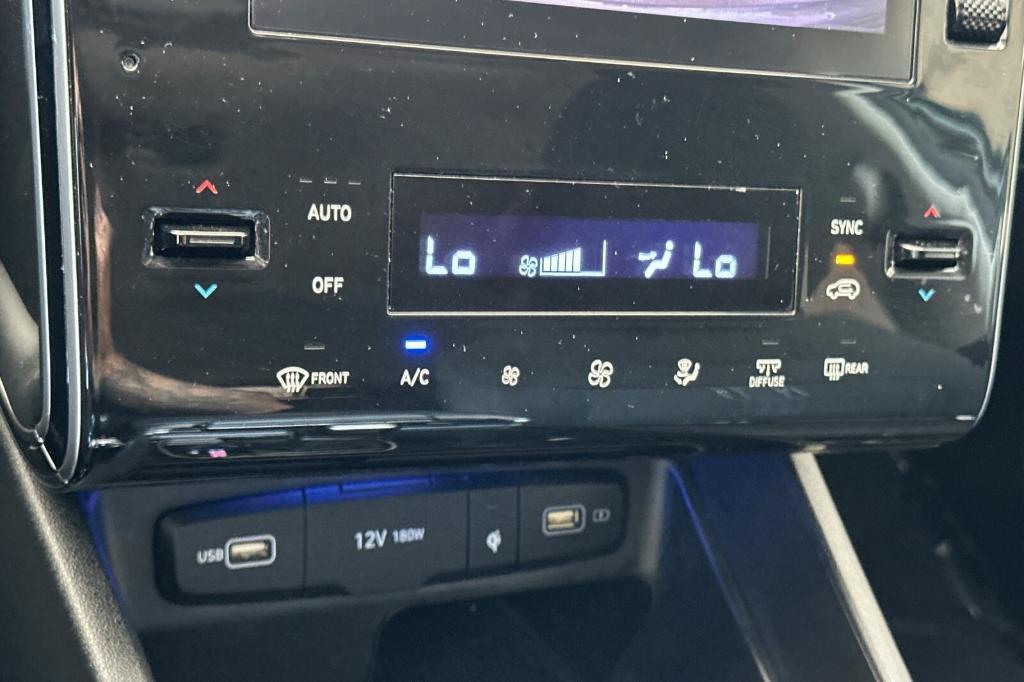 AUTO
SYNC
Lo Lo
OFF
FRONT
A/C
DIFFUSE
REAR
USB
12V 180W